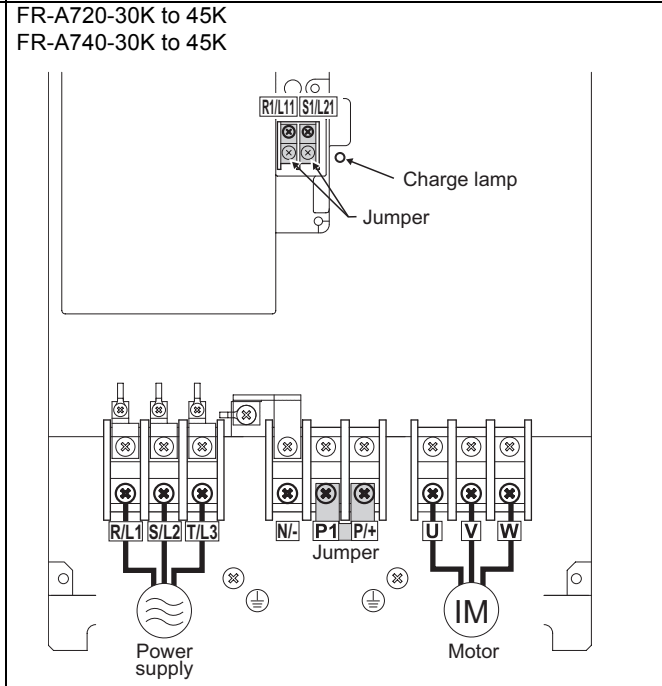 FR-A720-30K to 45K
FR-A740-30K to 45K
R1/L11 S1/L21
Charge lamp
Jumper
R/L1 S/L2 T/L3 N/- P1 P/+ U V W
Jumper
IM
Power
supply
Motor